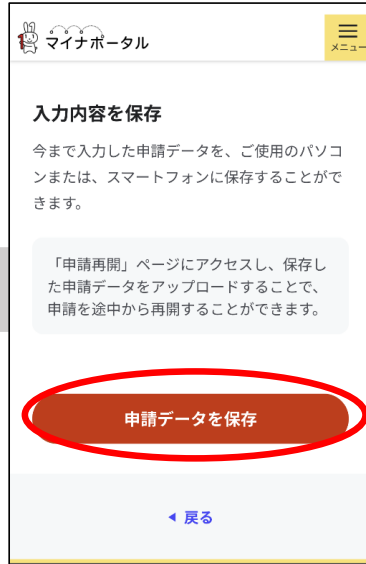 マイナポータル
メニュー
入力内容を保存
今まで入力した申請データを、ご使用のパソコ
ンまたは、スマートフォンに保存することがで
きます。
「申請再開」ページにアクセスし、保存し
た申請データをアップロードすることで、
申請を途中から再開することができます。
申請データを保存
戻る